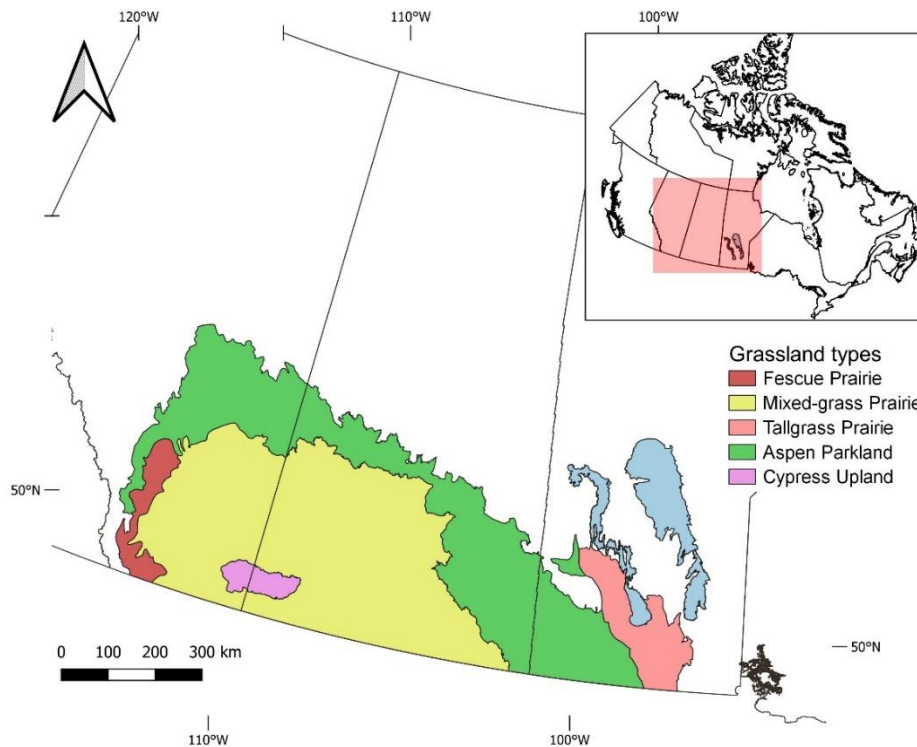 120°W
110°W
100°W
Grassland types
Fescue Prairie
Mixed-grass Prairie
Tallgrass Prairie
Aspen Parkland
Cypress Upland
50°N
50°N
0 100 200 300 km
110°W
100°W